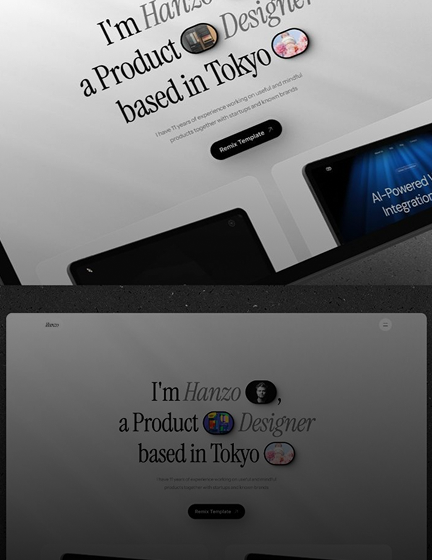 I'm Hanzo
a Product Designer
based in Tokyo
I have 11 years of experience working on useful and mindful
products together with startups and known brands
Remix Template
AI-Powered
Integration
Hanzo
I'm Hanzo ,
a Product Designer
based in Tokyo
I have 11 years of experience working on useful and mindful
products together with startups and known brands
Remix Template